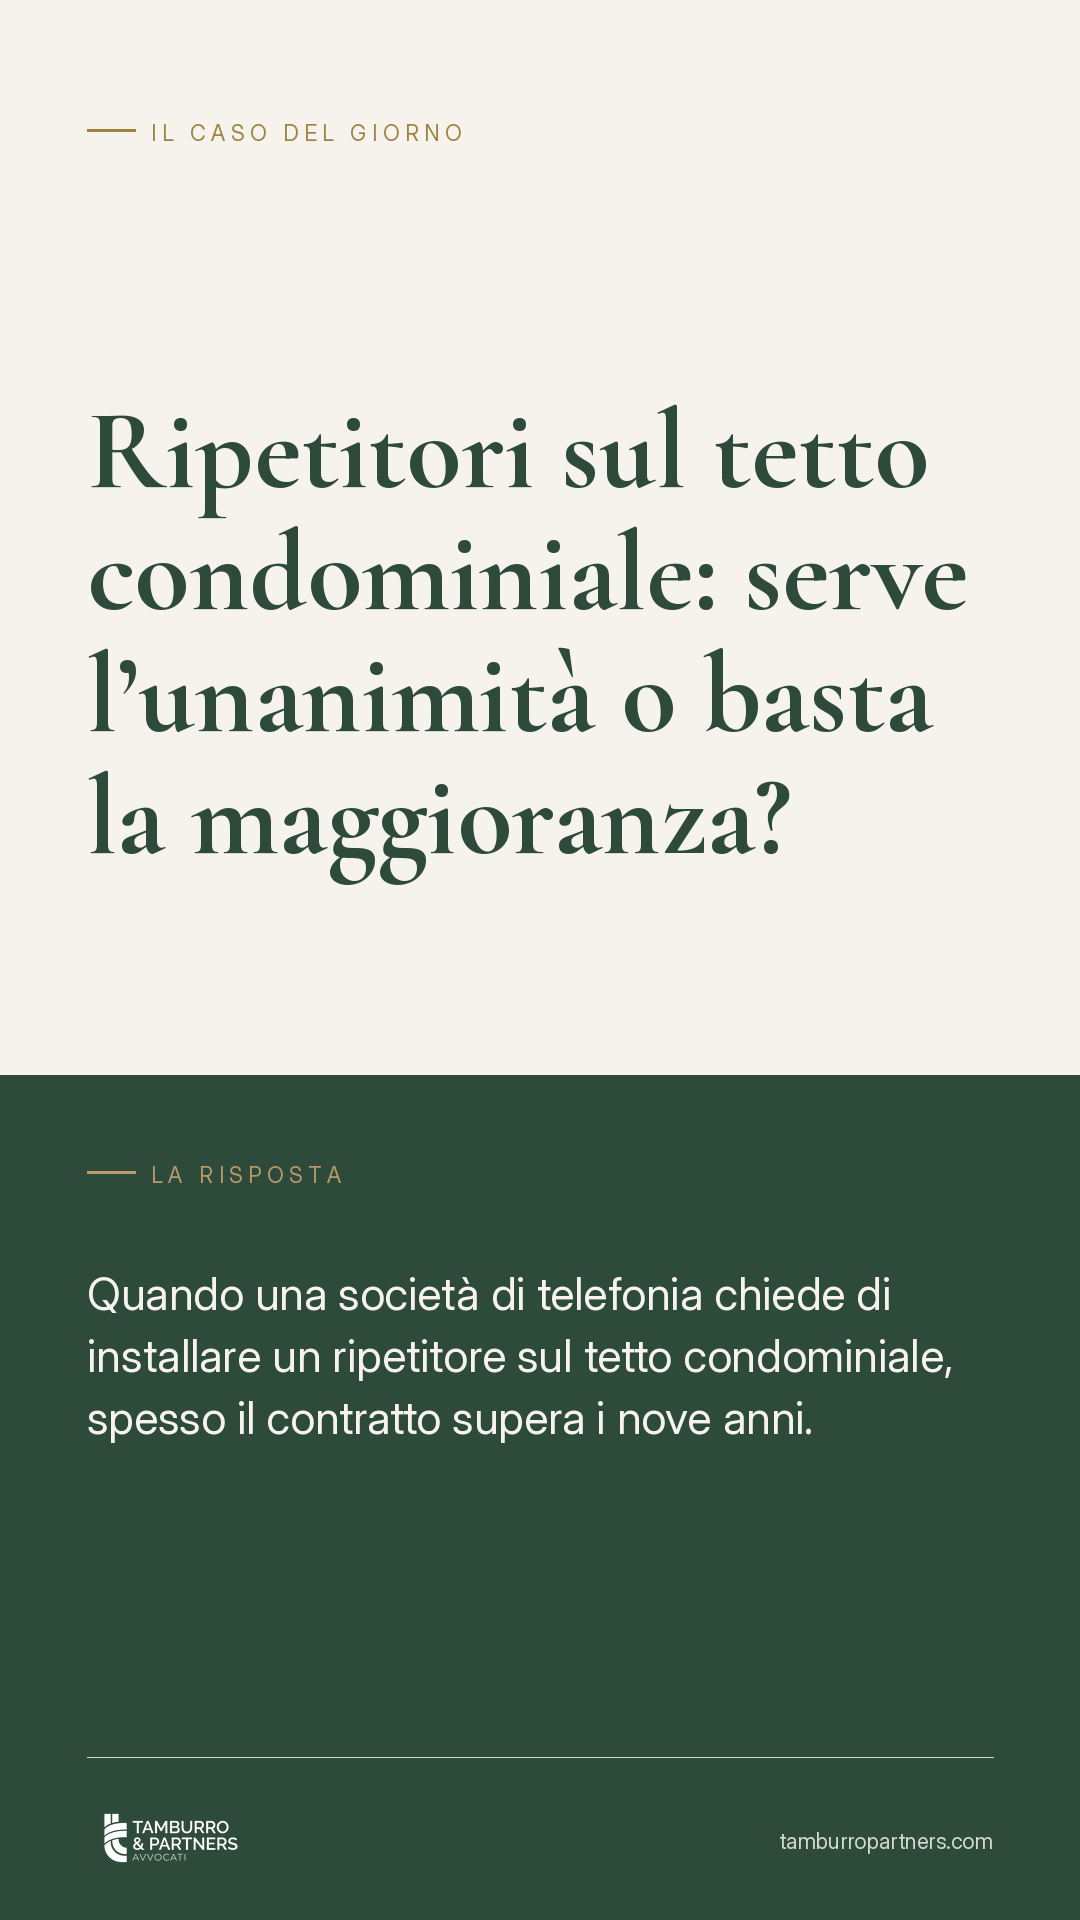 IL CASO DEL GIORNO
Ripetitori sul tetto
condominiale: serve
l’unanimità o basta
la maggioranza?
LA RISPOSTA
Quando una società di telefonia chiede di
installare un ripetitore sul tetto condominiale,
spesso il contratto supera i nove anni.
TAMBURRO
& PARTNERS
AVVOCATI
tamburropartners.com